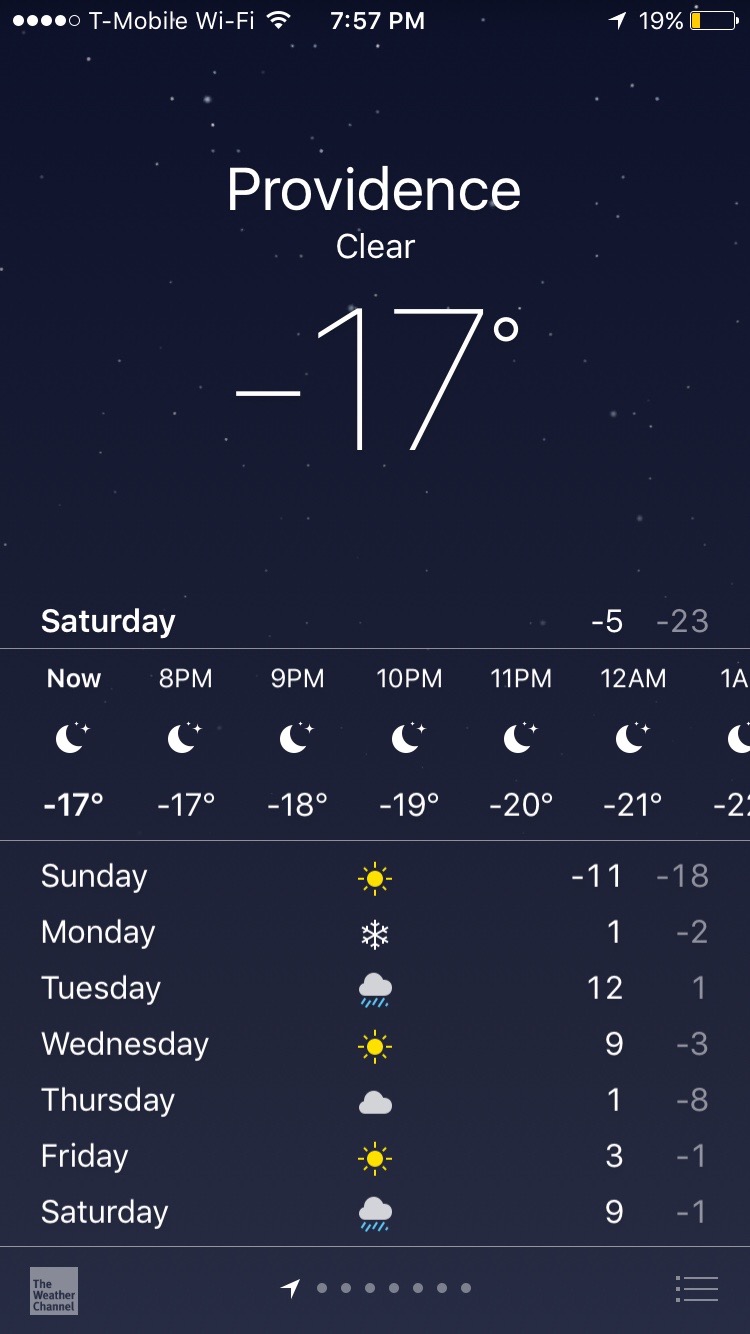 T-Mobile Wi-Fi 7:57 PM 19%
Providence
Clear
-17°
Saturday -5 -23
Now 8PM 9PM 10PM 11PM 12AM 1A
-17° -17° -18° -19° -20° -21° -22
Sunday -11 -18
Monday 1 -2
Tuesday 12 1
Wednesday 9 -3
Thursday 1 -8
Friday 3 -1
Saturday 9 -1
The
Weather
Channel